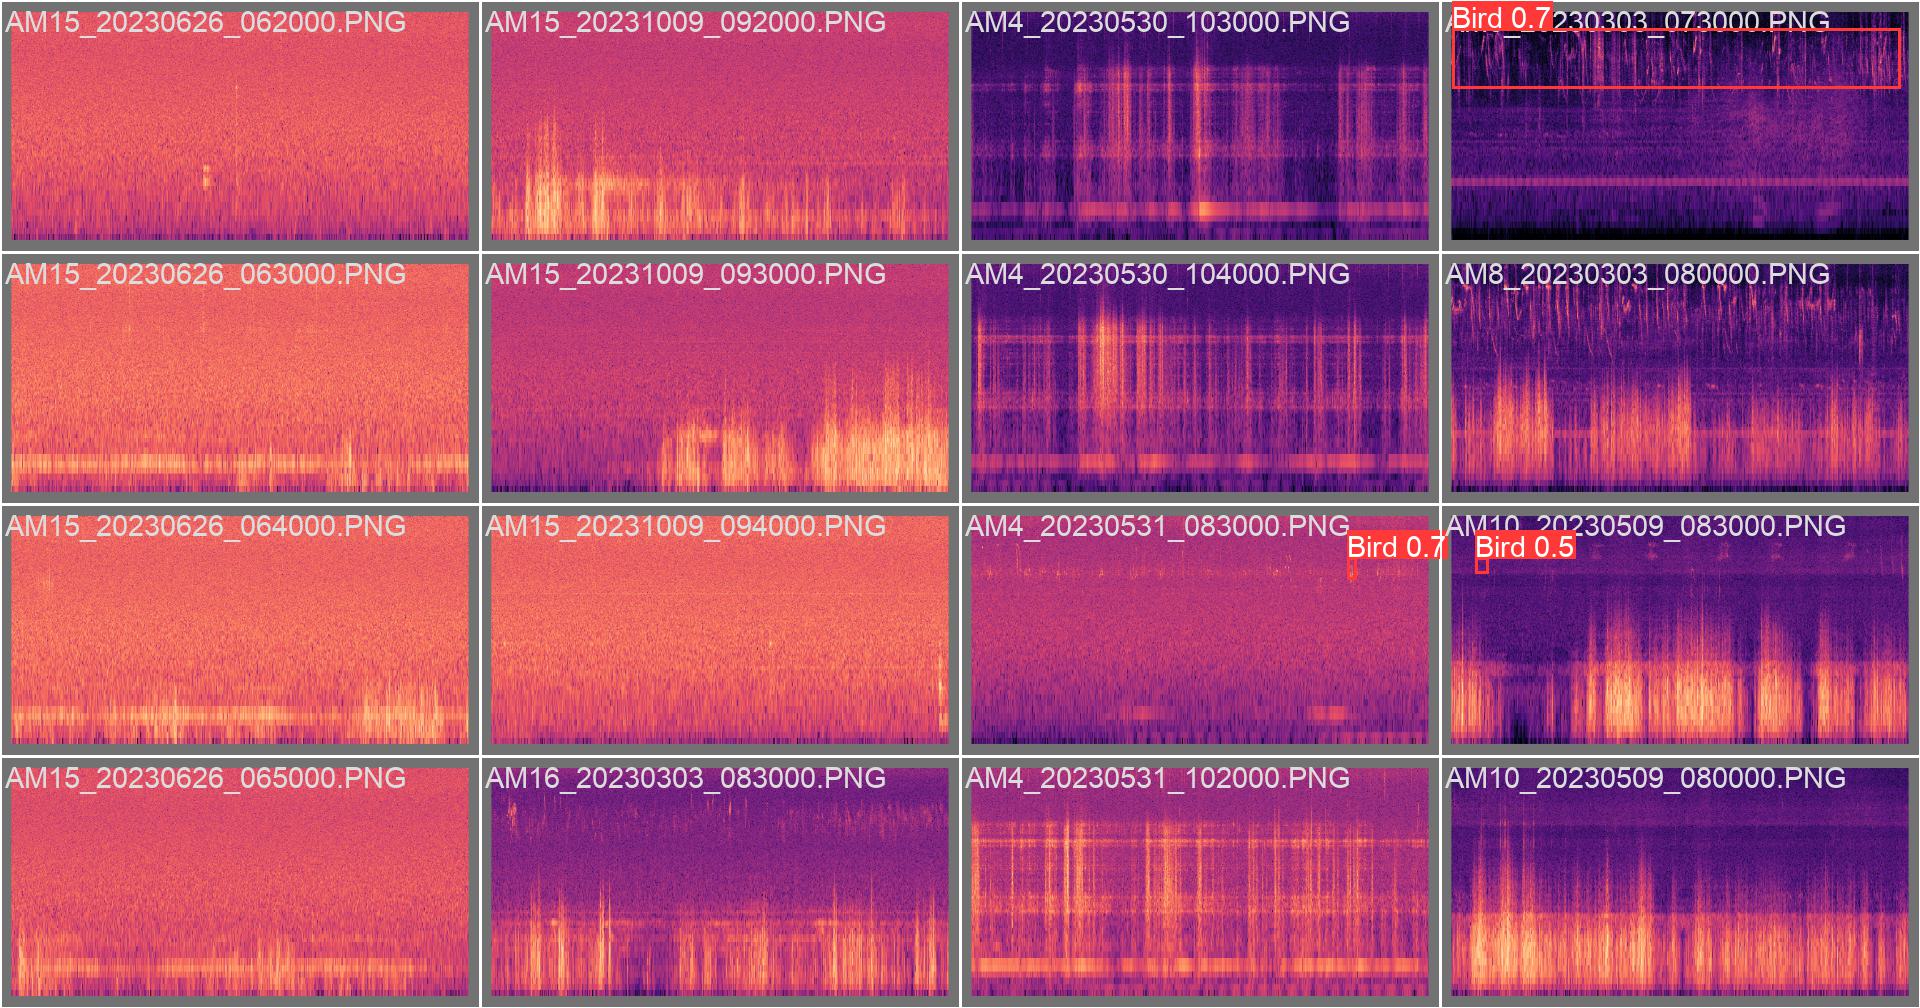 AM15_20230626_062000.PNG
AM15_20231009_092000.PNG
AM4_20230530_103000.PNG
Bird 0.7
230303_073000.PNG
AM15_20230626_063000.PNG
AM15_20231009_093000.PNG
AM4_20230530_104000.PNG
AM8_20230303_080000.PNG
AM15_20230626_064000.PNG
AM15_20231009_094000.PNG
AM4_20230531_083000.PNG
AM10_20230509_083000.PNG
Bird 0.7
Bird 0.5
AM15_20230626_065000.PNG
AM16_20230303_083000.PNG
AM4_20230531_102000.PNG
AM10_20230509_080000.PNG